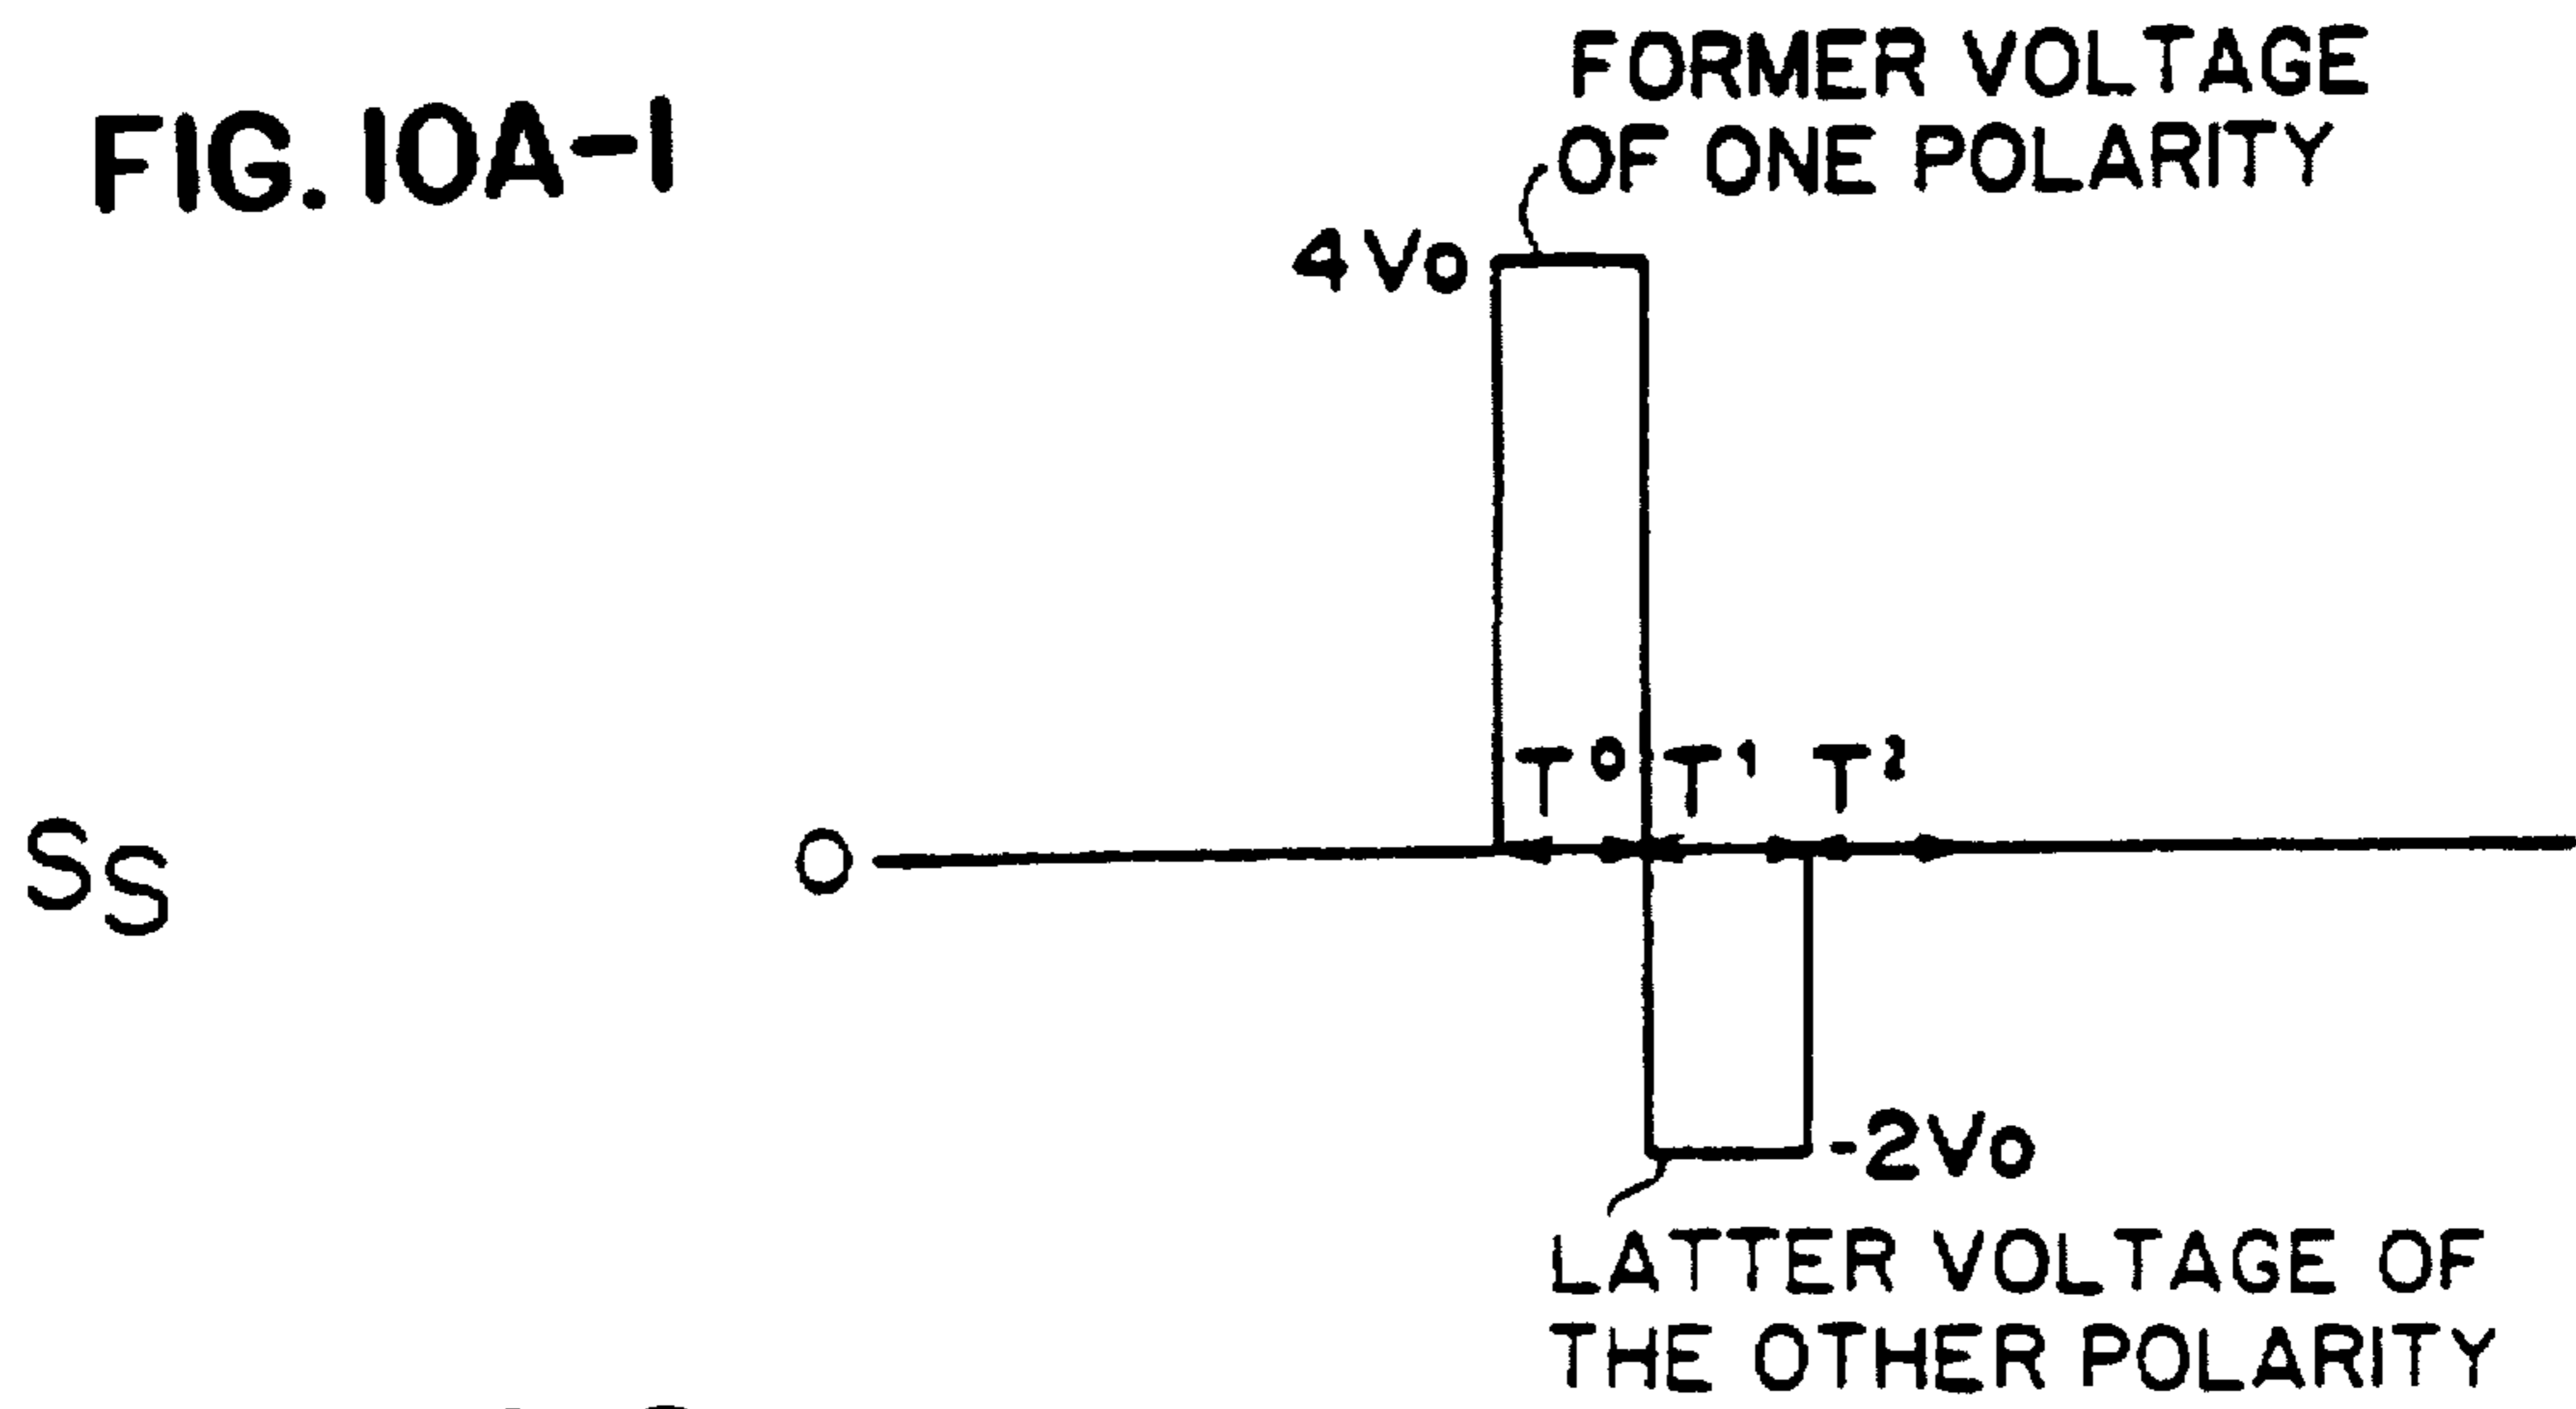 FIG. 10A-1
FORMER VOLTAGE
OF ONE POLARITY
4Vo
T⁰ T¹ T²
Ss
0
-2Vo
LATTER VOLTAGE OF
THE OTHER POLARITY